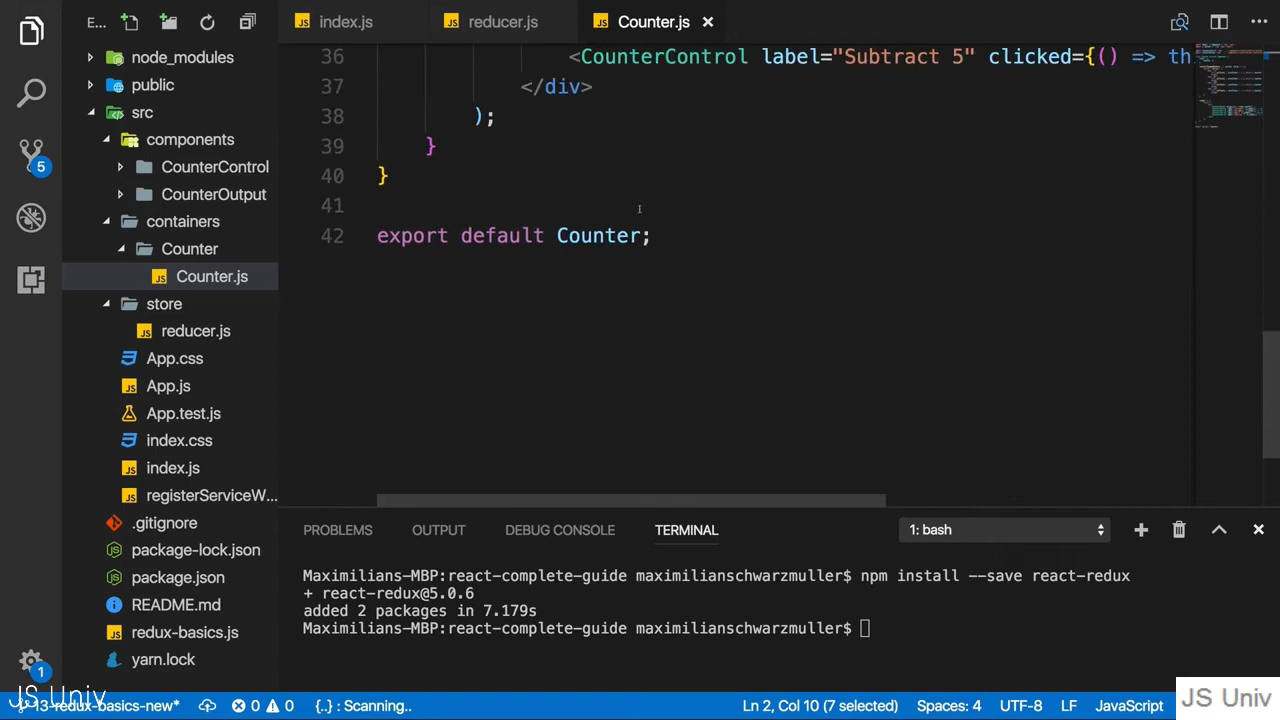 E...
index.js
reducer.js
Counter.js
node_modules
public
src
components
CounterControl
CounterOutput
containers
Counter
Counter.js
store
reducer.js
App.css
App.js
App.test.js
index.css
index.js
registerServiceW...
.gitignore
package-lock.json
package.json
README.md
redux-basics.js
yarn.lock
5
1
36 <CounterControl label="Subtract 5" clicked={() => th
37 </div>
38 );
39 }
40 }
41
42 export default Counter;
PROBLEMS OUTPUT DEBUG CONSOLE TERMINAL 1: bash
Maximilians-MBP:react-complete-guide maximilianschwarzmuller$ npm install --save react-redux
+ react-redux@5.0.6
added 2 packages in 7.179s
Maximilians-MBP:react-complete-guide maximilianschwarzmuller$
JS Univ
13-redux-basics-new* 0 0 {..} : Scanning.. Ln 2, Col 10 (7 selected) Spaces: 4 UTF-8 LF JavaScript
JS Univ